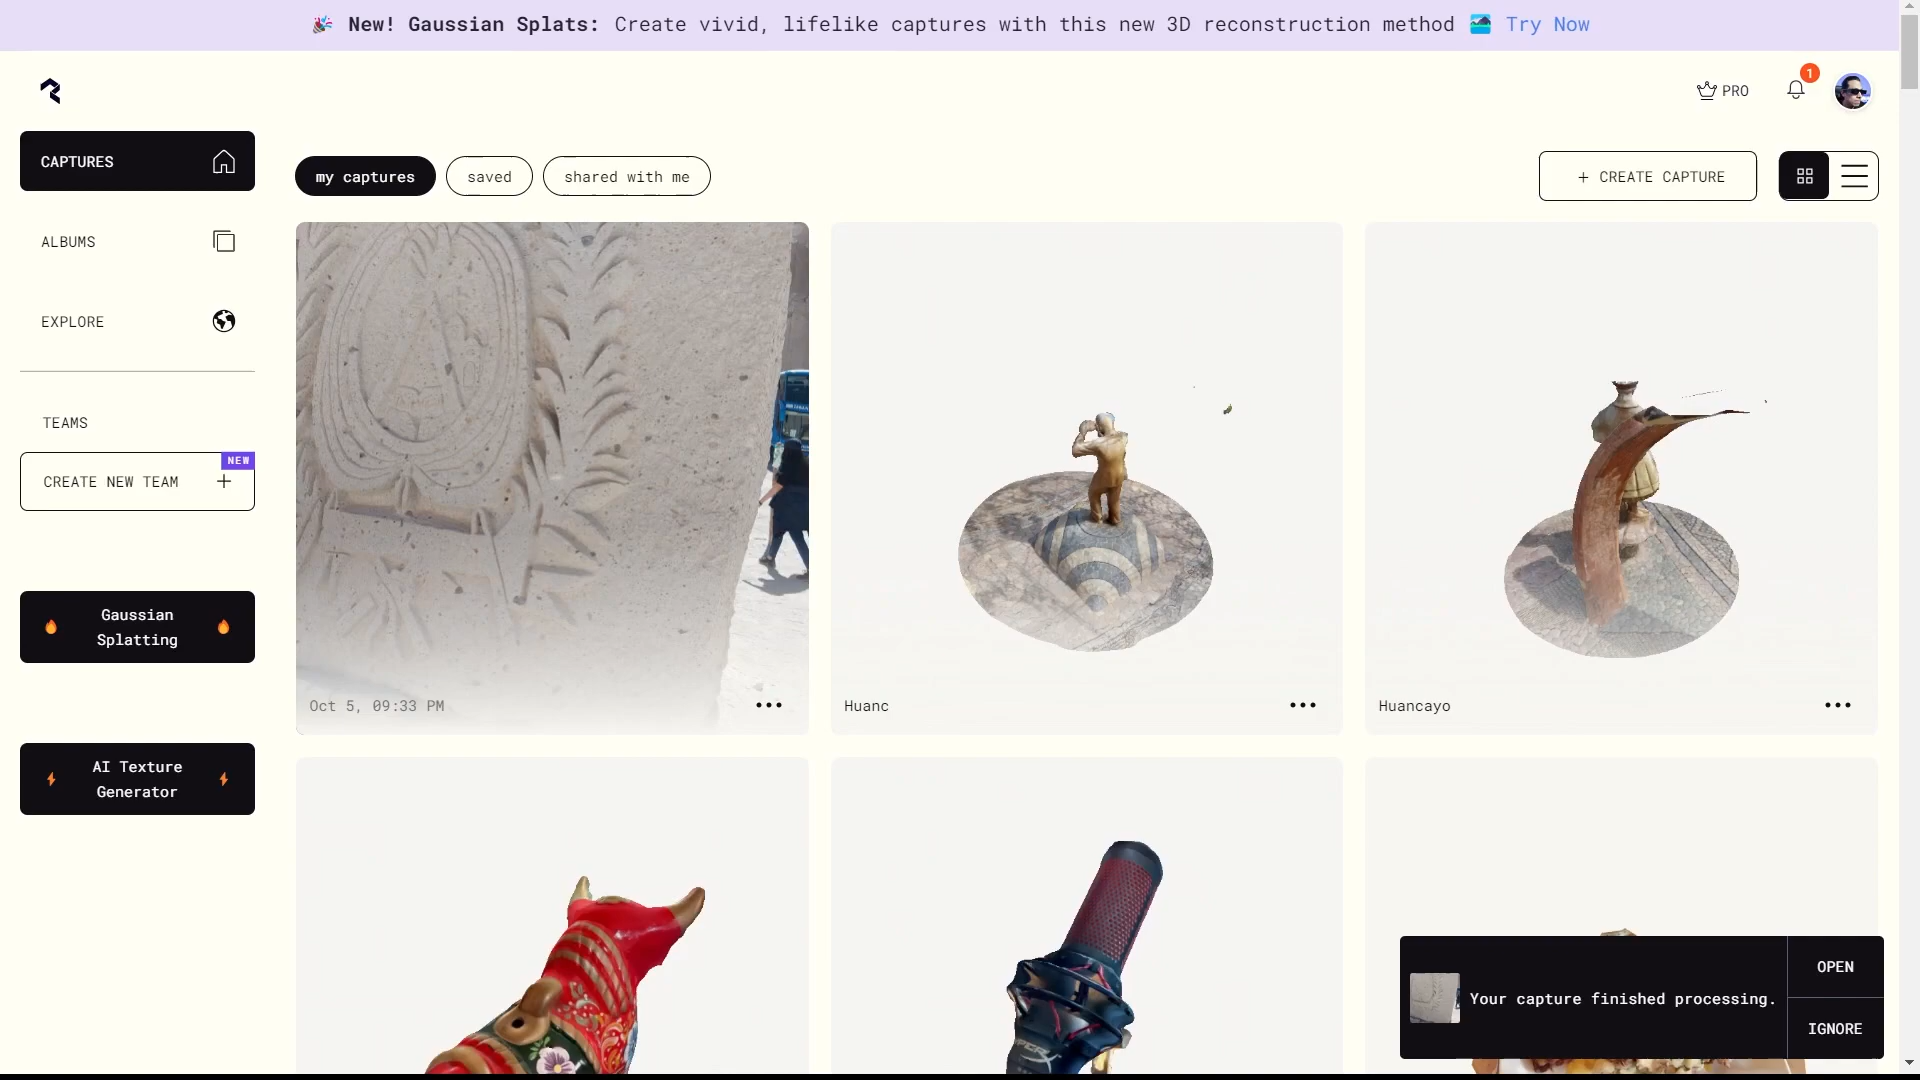 New! Gaussian Splats: Create vivid, lifelike captures with this new 3D reconstruction method Try Now
PRO
1
CAPTURES
my captures
saved
shared with me
+ CREATE CAPTURE
ALBUMS
EXPLORE
TEAMS
NEW
CREATE NEW TEAM +
Gaussian
Splatting
Oct 5, 09:33 PM
Huanc
Huancayo
AI Texture
Generator
OPEN
Your capture finished processing.
IGNORE